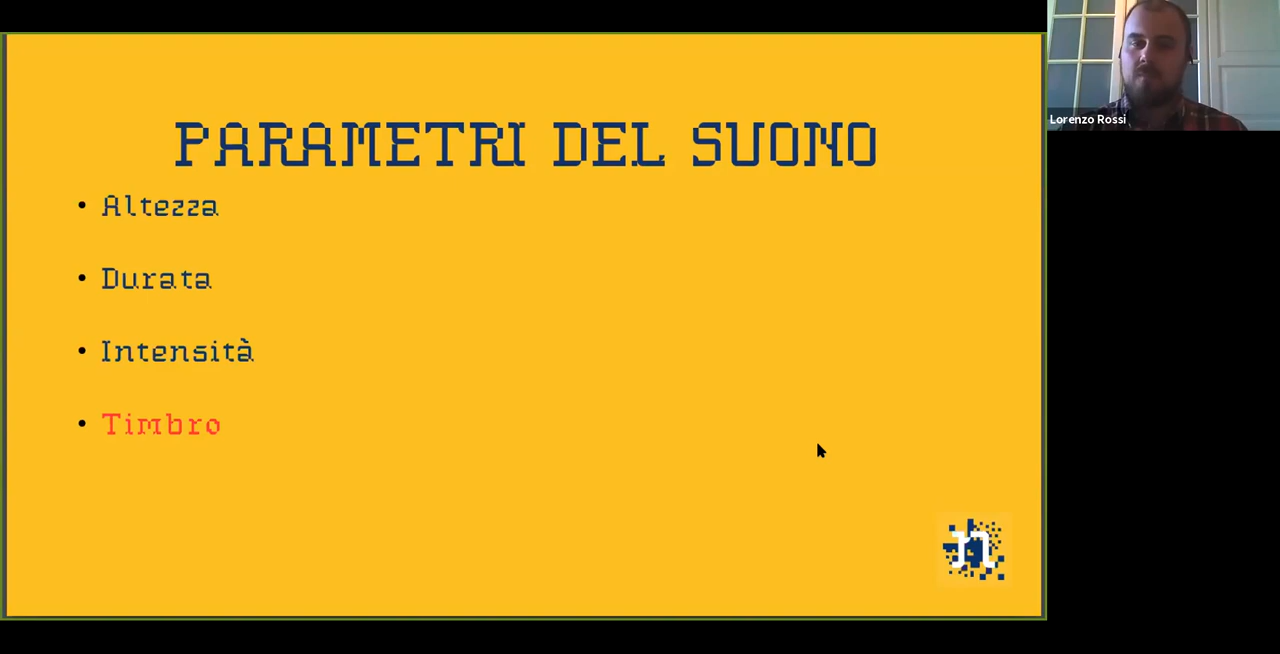 PARAMETRI DEL SUONO
• Altezza
• Durata
• Intensità
• Timbro
n
Lorenzo Rossi